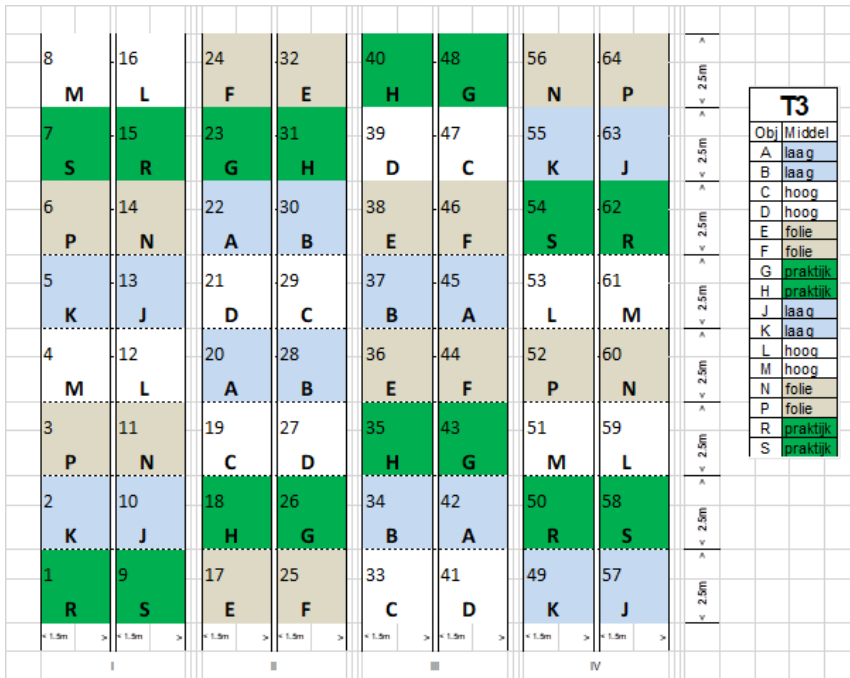 8 16 24 32 40 48 56 64
M L F E H G N P
7 15 23 31 39 47 55 63
S R G H D C K J
6 14 22 30 38 46 54 62
P N A B E F S R
5 13 21 29 37 45 53 61
K J D C B A L M
4 12 20 28 36 44 52 60
M L A B E F P N
3 11 19 27 35 43 51 59
P N C D H G M L
2 10 18 26 34 42 50 58
K J H G B A R S
1 9 17 25 33 41 49 57
R S E F C D K J
< 1.5m > < 1.5m > < 1.5m > < 1.5m > < 1.5m > < 1.5m > < 1.5m > < 1.5m >
I II III IV
< 2.5m >
< 2.5m >
< 2.5m >
< 2.5m >
< 2.5m >
< 2.5m >
< 2.5m >
< 2.5m >
T3
Obj Middel
A laag
B laag
C hoog
D hoog
E folie
F folie
G praktijk
H praktijk
J laag
K laag
L hoog
M hoog
N folie
P folie
R praktijk
S praktijk